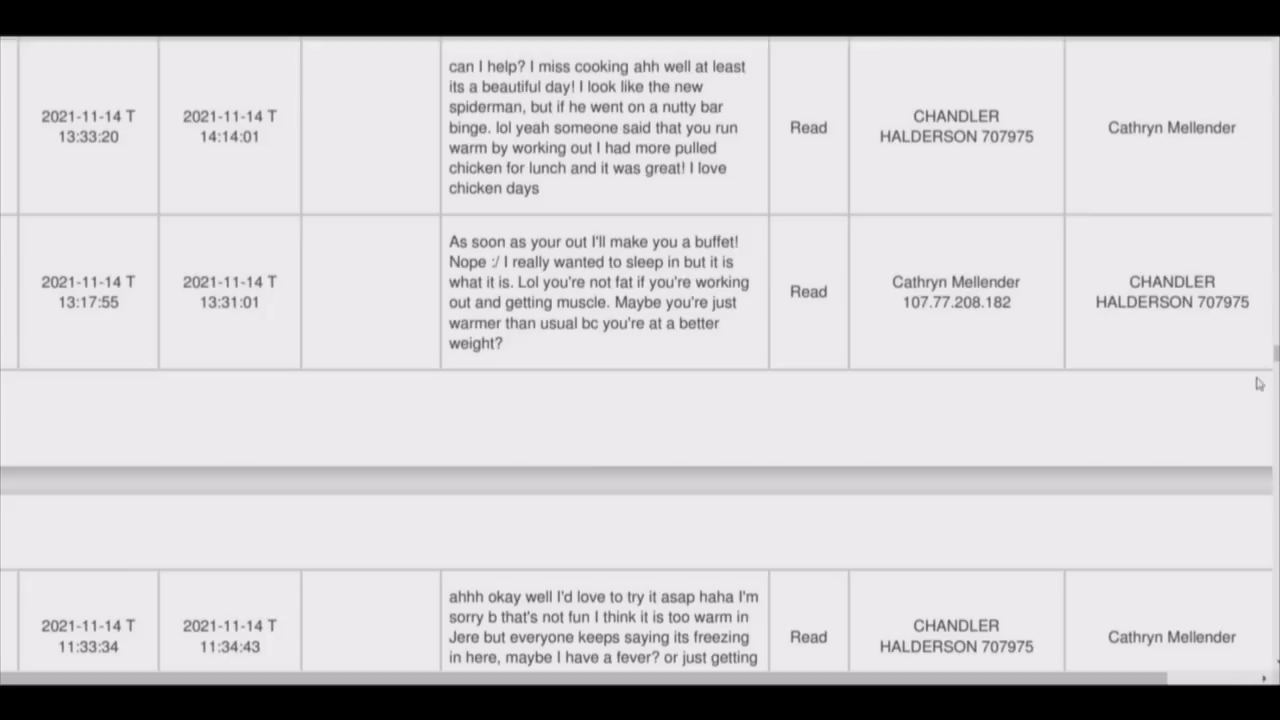 2021-11-14 T
13:33:20
2021-11-14 T
14:14:01
can I help? I miss cooking ahh well at least
its a beautiful day! I look like the new
spiderman, but if he went on a nutty bar
binge. lol yeah someone said that you run
warm by working out I had more pulled
chicken for lunch and it was great! I love
chicken days
Read
CHANDLER
HALDERSON 707975
Cathryn Mellender
2021-11-14 T
13:17:55
2021-11-14 T
13:31:01
As soon as your out I'll make you a buffet!
Nope :/ I really wanted to sleep in but it is
what it is. Lol you're not fat if you're working
out and getting muscle. Maybe you're just
warmer than usual bc you're at a better
weight?
Read
Cathryn Mellender
107.77.208.182
CHANDLER
HALDERSON 707975
2021-11-14 T
11:33:34
2021-11-14 T
11:34:43
ahhh okay well I'd love to try it asap haha I'm
sorry b that's not fun I think it is too warm in
Jere but everyone keeps saying its freezing
in here, maybe I have a fever? or just getting
Read
CHANDLER
HALDERSON 707975
Cathryn Mellender